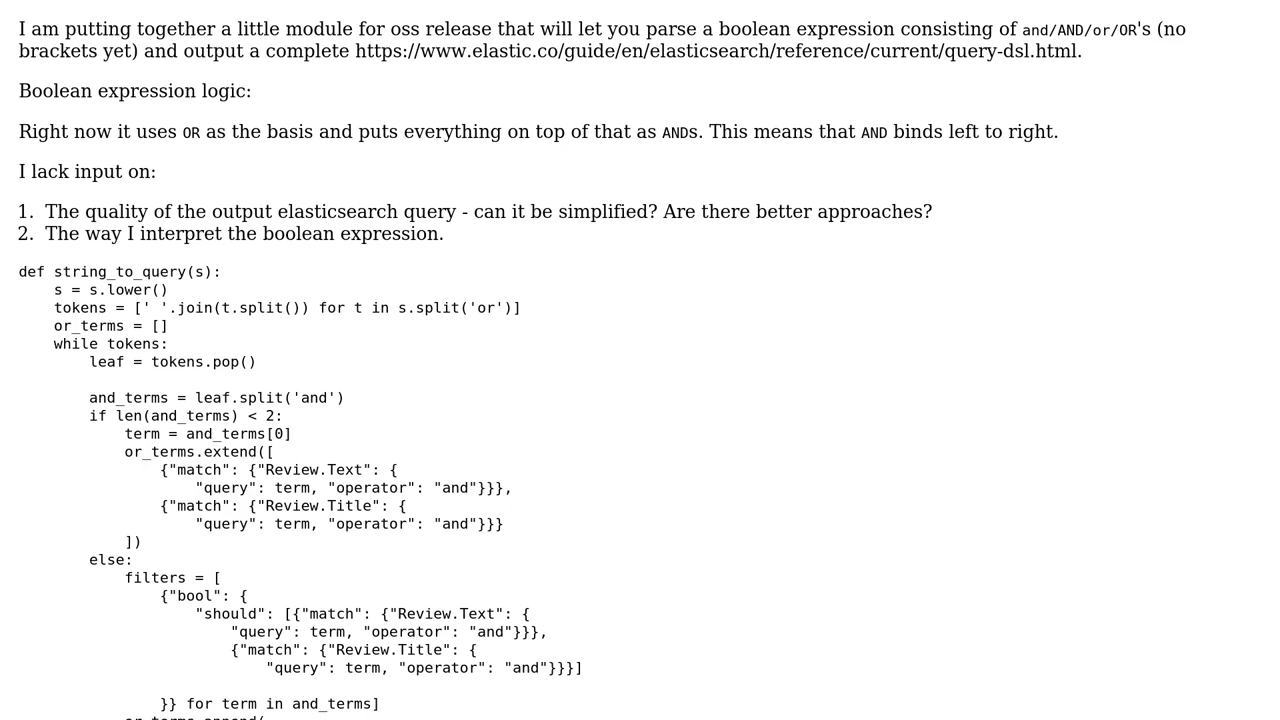 I am putting together a little module for oss release that will let you parse a boolean expression consisting of and/AND/or/OR's (no
brackets yet) and output a complete https://www.elastic.co/guide/en/elasticsearch/reference/current/query-dsl.html.
Boolean expression logic:
Right now it uses OR as the basis and puts everything on top of that as ANDs. This means that AND binds left to right.
I lack input on:
1. The quality of the output elasticsearch query - can it be simplified? Are there better approaches?
2. The way I interpret the boolean expression.
def string_to_query(s):
    s = s.lower()
    tokens = [' '.join(t.split()) for t in s.split('or')]
    or_terms = []
    while tokens:
        leaf = tokens.pop()
        and_terms = leaf.split('and')
        if len(and_terms) < 2:
            term = and_terms[0]
            or_terms.extend([
                {"match": {"Review.Text": {
                    "query": term, "operator": "and"}}},
                {"match": {"Review.Title": {
                    "query": term, "operator": "and"}}}
            ])
        else:
            filters = [
                {"bool": {
                    "should": [{"match": {"Review.Text": {
                        "query": term, "operator": "and"}}},
                        {"match": {"Review.Title": {
                            "query": term, "operator": "and"}}}]
                }} for term in and_terms]
            or_terms.append(